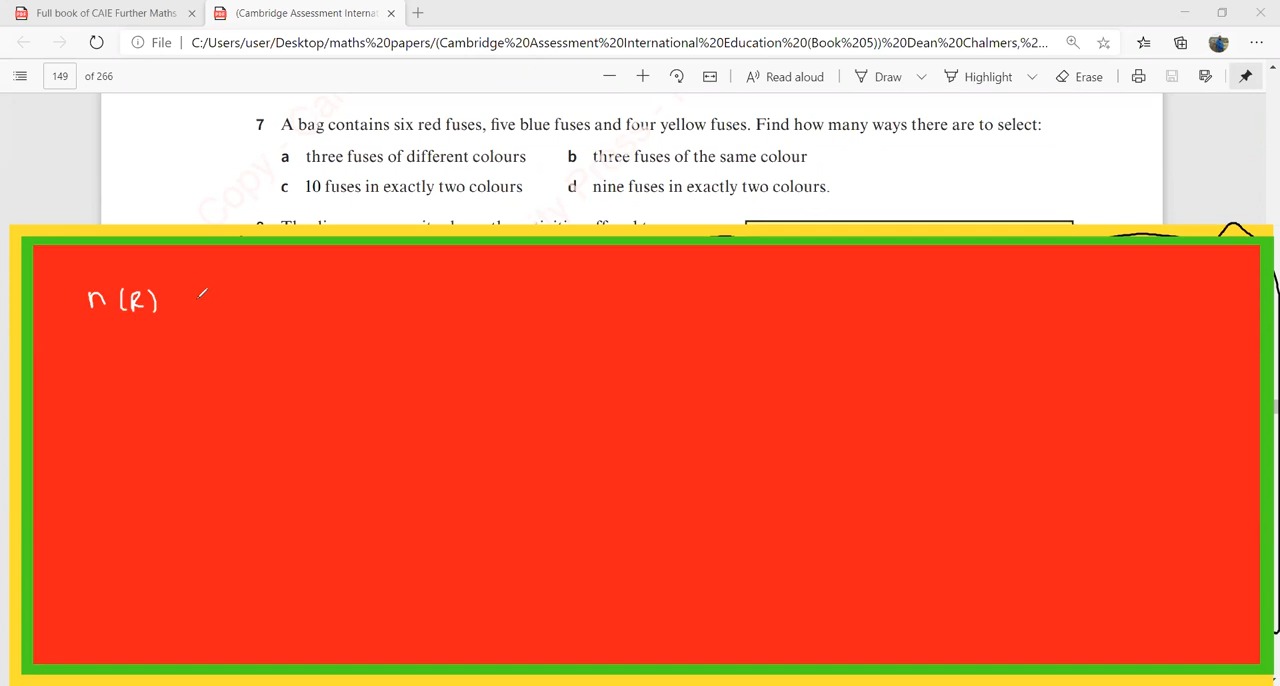 Full book of CAIE Further Maths
(Cambridge Assessment Internat
File
C:/Users/user/Desktop/maths%20papers/(Cambridge%20Assessment%20International%20Education%20(Book%205))%20Dean%20Chalmers,%2...
149 of 266
Read aloud
Draw
Highlight
Erase
7 A bag contains six red fuses, five blue fuses and four yellow fuses. Find how many ways there are to select:
a three fuses of different colours b three fuses of the same colour
c 10 fuses in exactly two colours d nine fuses in exactly two colours.
n (R)